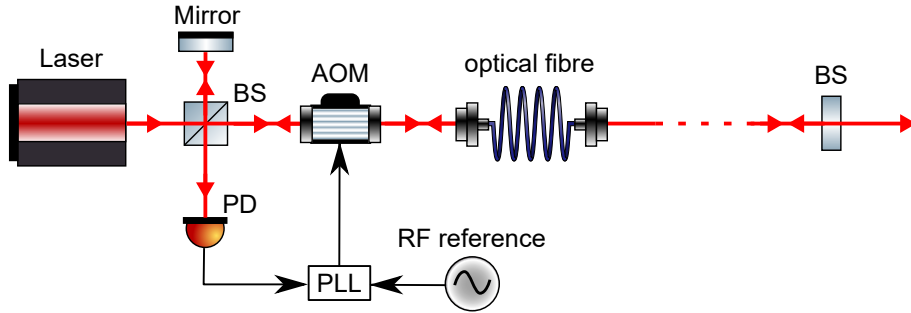 Mirror
Laser
BS
AOM
optical fibre
BS
PD
RF reference
PLL